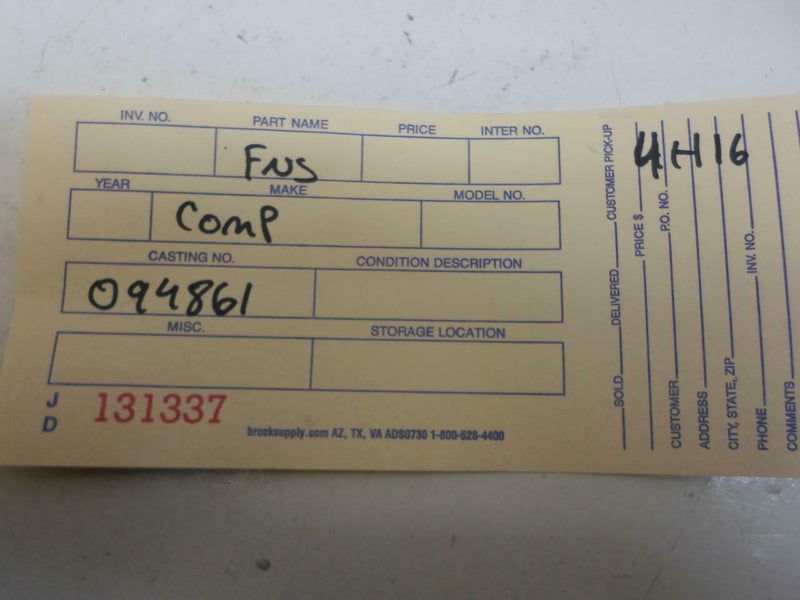 INV. NO. PART NAME PRICE INTER NO.
FNS
YEAR MAKE MODEL NO.
COMP
CASTING NO. CONDITION DESCRIPTION
094861
MISC. STORAGE LOCATION
J
D
131337
brocksupply.com AZ, TX, VA ADS0730 1-800-528-4400
4H16
SOLD DELIVERED CUSTOMER PICK-UP
PRICE $
CUSTOMER P.O. NO.
ADDRESS
CITY, STATE, ZIP
PHONE INV. NO.
COMMENTS